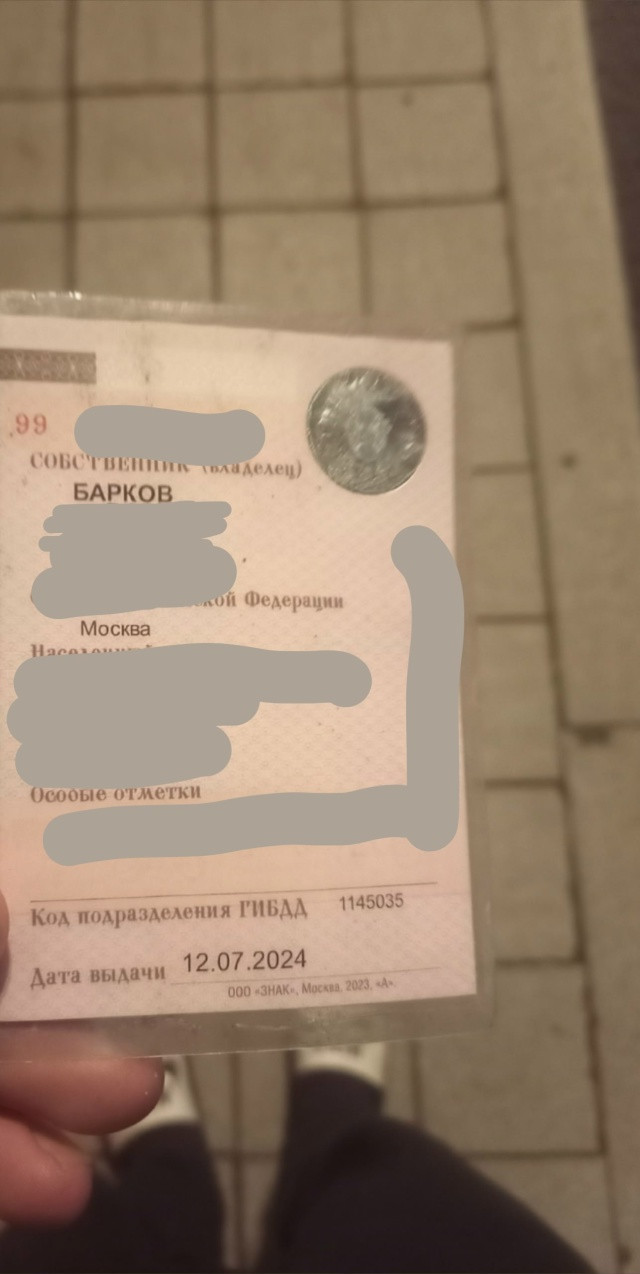 99
СОБСТВЕННИК (владелец)
БАРКОВ
Федерации
Москва
Особые отметки
Код подразделения ГИБДД 1145035
Дата выдачи 12.07.2024
ООО «ЗНАК», Москва, 2023, «А».